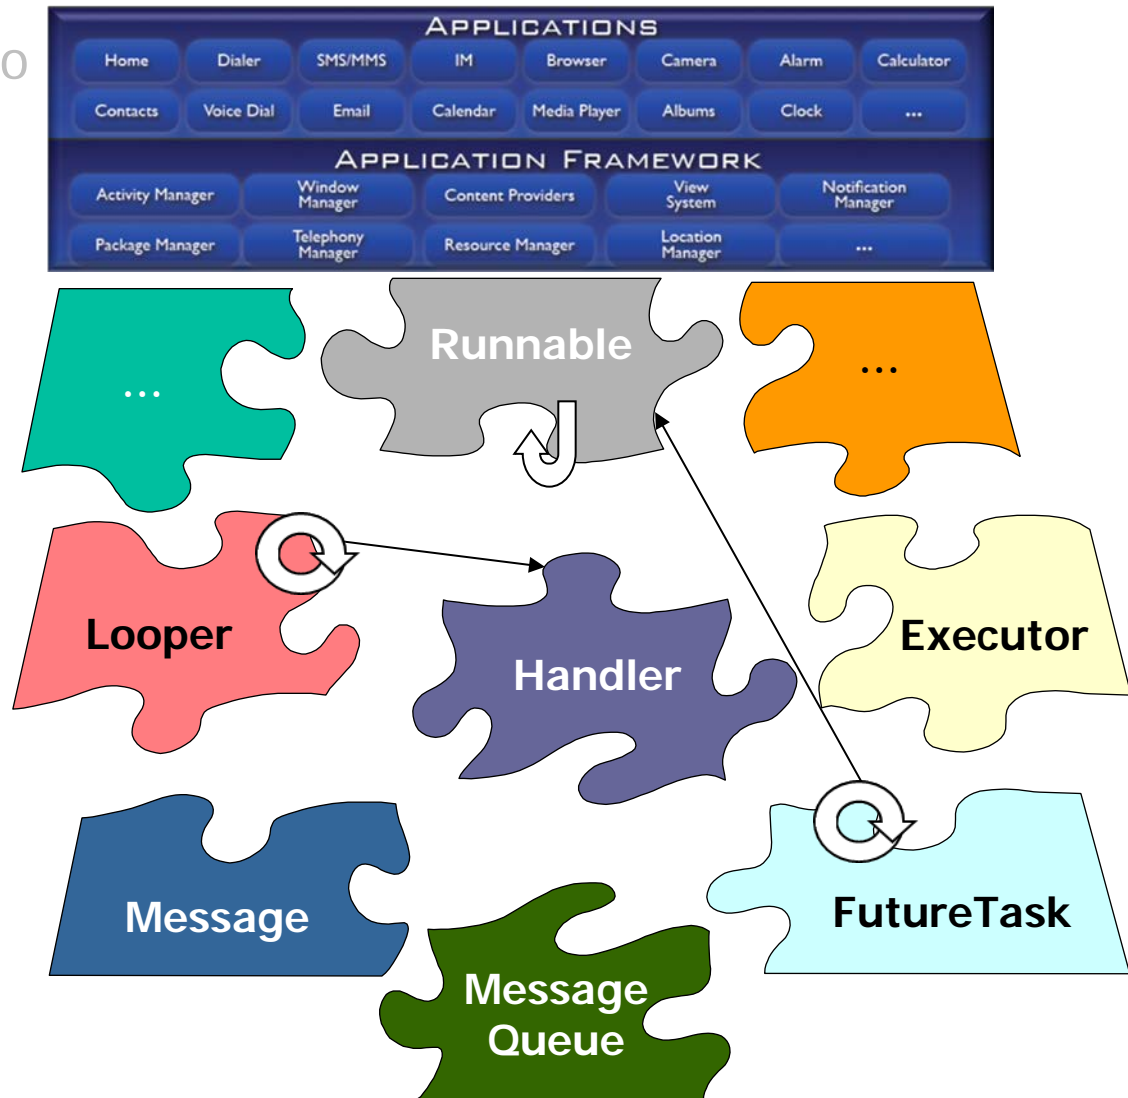 APPLICATIONS
o
Home Dialer SMS/MMS IM Browser Camera Alarm Calculator
Contacts Voice Dial Email Calendar Media Player Albums Clock ...
APPLICATION FRAMEWORK
Activity Manager
Window
Manager
Content Providers
View
System
Notification
Manager
Package Manager
Telephony
Manager
Resource Manager
Location
Manager
...
Runnable
...
...
Looper
Executor
Handler
Message
FutureTask
Message
Queue